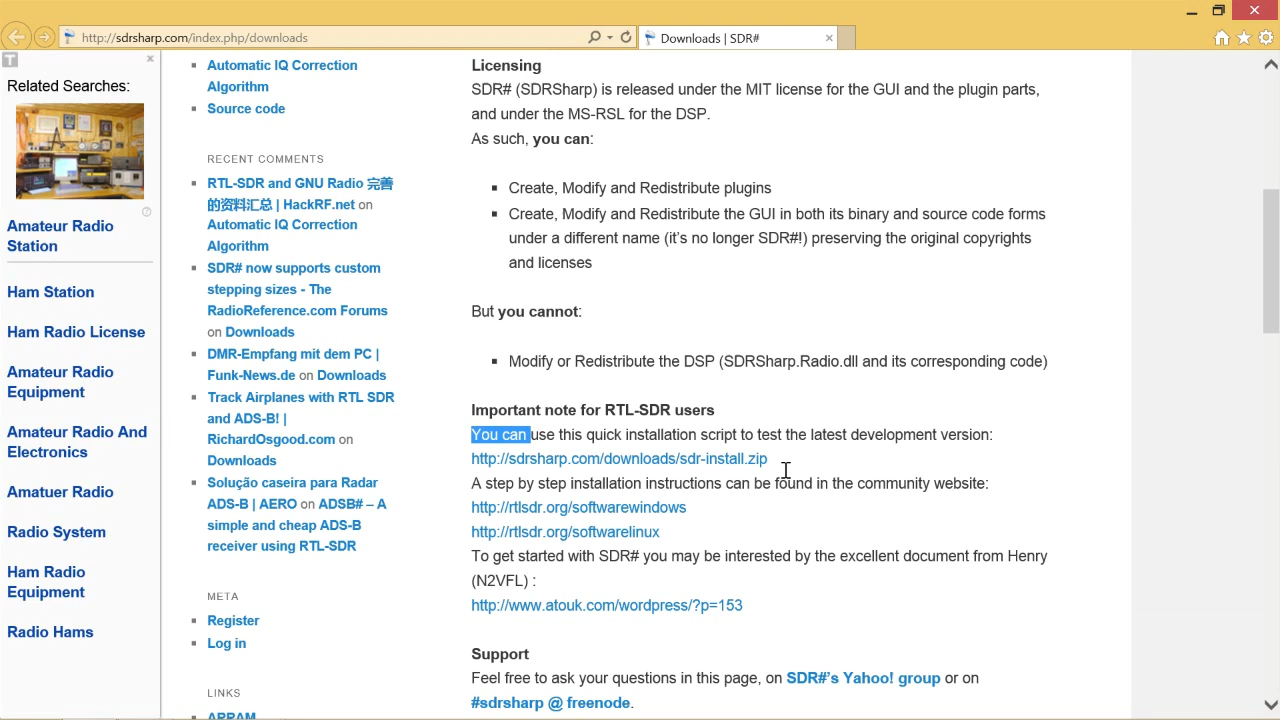 http://sdrsharp.com/index.php/downloads
Downloads | SDR#
T
Related Searches:
Amateur Radio
Station
Ham Station
Ham Radio License
Amateur Radio
Equipment
Amateur Radio And
Electronics
Amatuer Radio
Radio System
Ham Radio
Equipment
Radio Hams
Automatic IQ Correction
Algorithm
Source code
RECENT COMMENTS
RTL-SDR and GNU Radio 完善
的资料汇总 | HackRF.net on
Automatic IQ Correction
Algorithm
SDR# now supports custom
stepping sizes - The
RadioReference.com Forums
on Downloads
DMR-Empfang mit dem PC |
Funk-News.de on Downloads
Track Airplanes with RTL SDR
and ADS-B! |
RichardOsgood.com on
Downloads
Solução caseira para Radar
ADS-B | AERO on ADSB# – A
simple and cheap ADS-B
receiver using RTL-SDR
META
Register
Log in
LINKS
APRAM
Licensing
SDR# (SDRSharp) is released under the MIT license for the GUI and the plugin parts,
and under the MS-RSL for the DSP.
As such, you can:
Create, Modify and Redistribute plugins
Create, Modify and Redistribute the GUI in both its binary and source code forms
under a different name (it’s no longer SDR#!) preserving the original copyrights
and licenses
But you cannot:
Modify or Redistribute the DSP (SDRSharp.Radio.dll and its corresponding code)
Important note for RTL-SDR users
You can use this quick installation script to test the latest development version:
http://sdrsharp.com/downloads/sdr-install.zip
A step by step installation instructions can be found in the community website:
http://rtlsdr.org/softwarewindows
http://rtlsdr.org/softwarelinux
To get started with SDR# you may be interested by the excellent document from Henry
(N2VFL) :
http://www.atouk.com/wordpress/?p=153
Support
Feel free to ask your questions in this page, on SDR#’s Yahoo! group or on
#sdrsharp @ freenode.